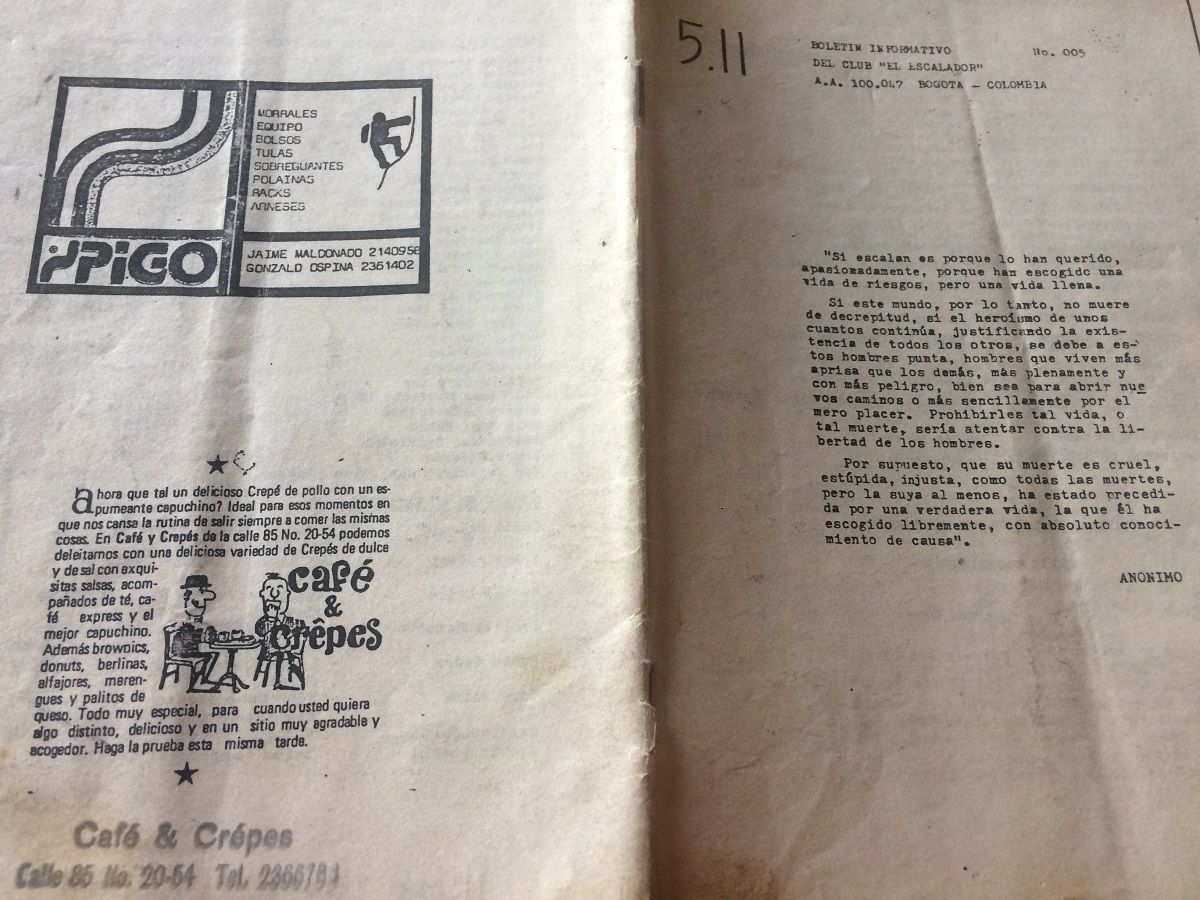 MORRALES
EQUIPO
BOLSOS
TULAS
SOBREGUANTES
POLAINAS
RACKS
ARNESES
JAIME MALDONADO 2140958
GONZALO OSPINA 2361402
ahora que tal un delicioso Crepé de pollo con un es-
pumeante capuchino? Ideal para esos momentos en
que nos cansa la rutina de salir siempre a comer las mismas
cosas. En Café y Crepés de la calle 85 No. 20-54 podemos
deleitarnos con una deliciosa variedad de Crepés de dulce
y de sal con exqui-
sitas salsas, acom-
pañados de té, ca-
fé express y el
mejor capuchino.
Además brownics,
donuts, berlinas,
alfajores, meren-
gues y palitos de
queso. Todo muy especial, para cuando usted quiera
algo distinto, delicioso y en un sitio muy agradable y
acogedor. Haga la prueba esta misma tarde.
café
&
crêpes
Café & Crépes
Calle 85 No. 20-54 Tel.
5.11
BOLETIN INFORMATIVO No. 005
DEL CLUB "EL ESCALADOR"
A.A. 100.047 BOGOTA - COLOMBIA
"Si escalan es porque lo han querido,
apasionadamente, porque han escogido una
vida de riesgos, pero una vida llena.
Si este mundo, por lo tanto, no muere
de decrepitud, si el heroísmo de unos
cuantos continúa, justificando la exis-
tencia de todos los otros, se debe a es-
tos hombres punta, hombres que viven más
aprisa que los demás, más plenamente y
con más peligro, bien sea para abrir nue
vos caminos o más sencillamente por el
mero placer. Prohibirles tal vida, o
tal muerte, sería atentar contra la li-
bertad de los hombres.
Por supuesto, que su muerte es cruel,
estúpida, injusta, como todas las muertes,
pero la suya al menos, ha estado precedi-
da por una verdadera vida, la que él ha
escogido libremente, con absoluto conoci-
miento de causa".
ANONIMO